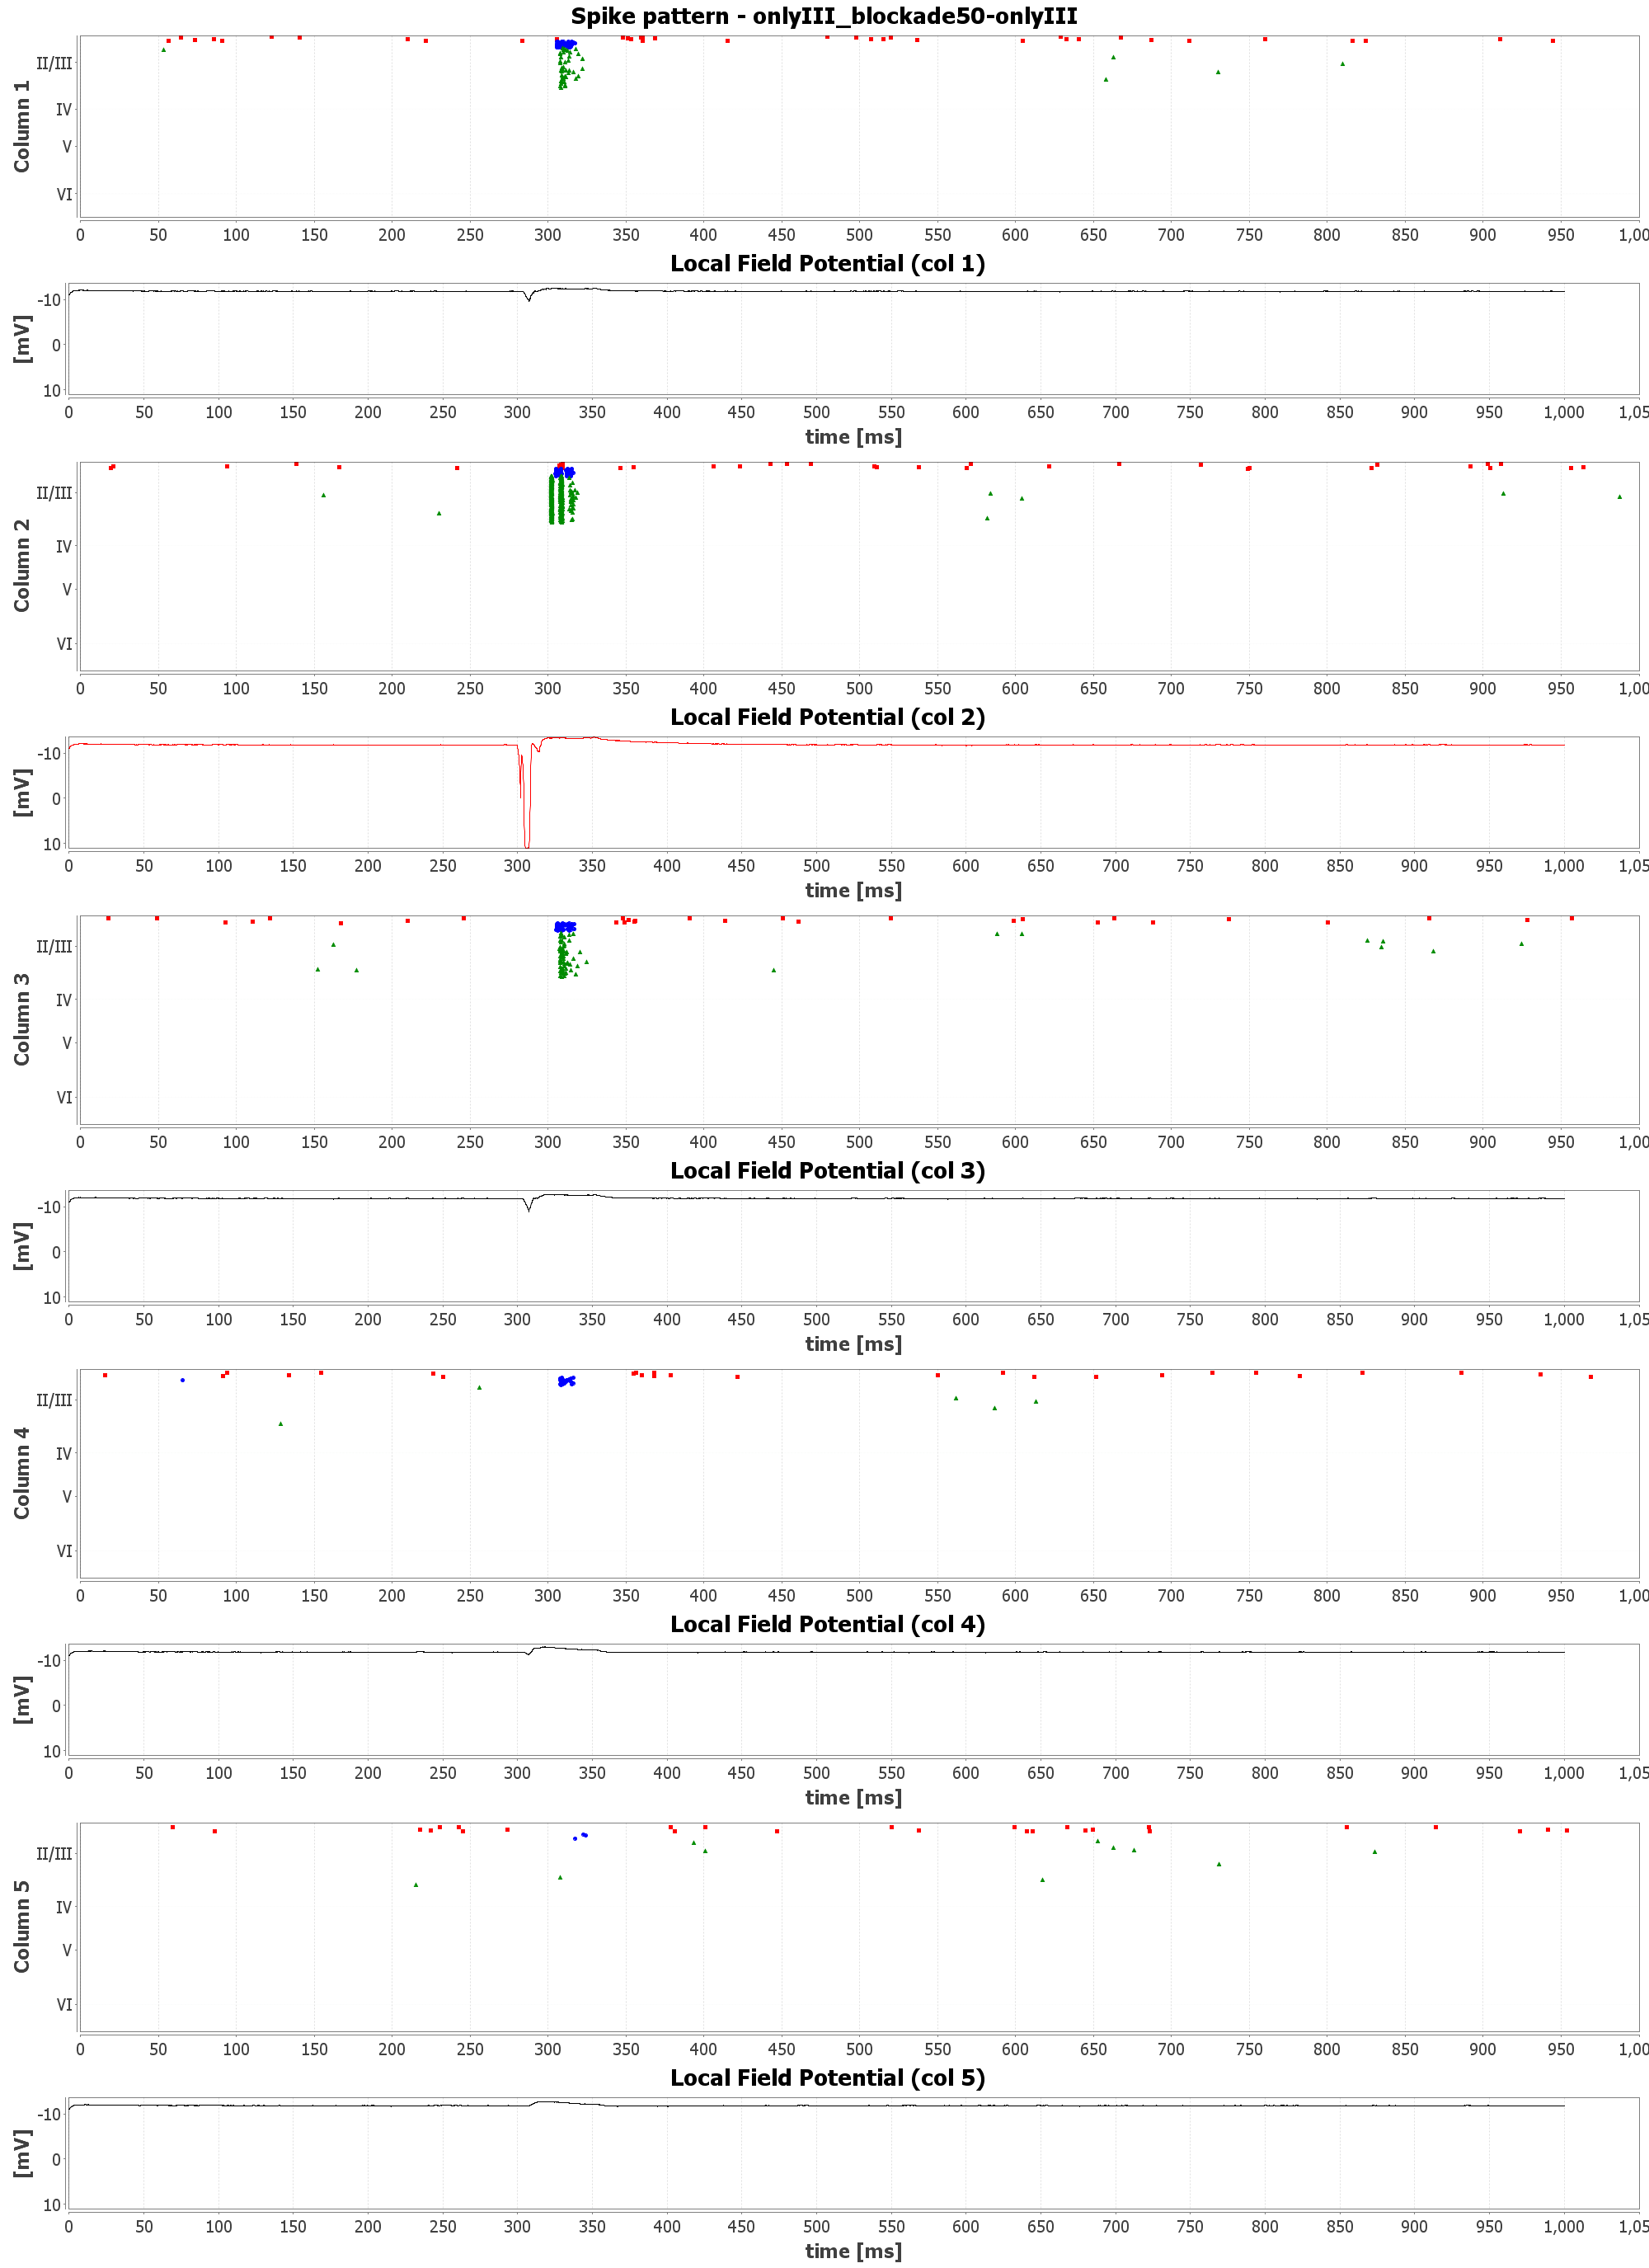 Spike pattern - onlyIII_blockade50-onlyIII
Column 1
II/III
IV
V
VI
0 50 100 150 200 250 300 350 400 450 500 550 600 650 700 750 800 850 900 950 1,00
Local Field Potential (col 1)
[mV]
-10
0
10
0 50 100 150 200 250 300 350 400 450 500 550 600 650 700 750 800 850 900 950 1,000 1,05
time [ms]
Column 2
II/III
IV
V
VI
0 50 100 150 200 250 300 350 400 450 500 550 600 650 700 750 800 850 900 950 1,00
Local Field Potential (col 2)
[mV]
-10
0
10
0 50 100 150 200 250 300 350 400 450 500 550 600 650 700 750 800 850 900 950 1,000 1,05
time [ms]
Column 3
II/III
IV
V
VI
0 50 100 150 200 250 300 350 400 450 500 550 600 650 700 750 800 850 900 950 1,00
Local Field Potential (col 3)
[mV]
-10
0
10
0 50 100 150 200 250 300 350 400 450 500 550 600 650 700 750 800 850 900 950 1,000 1,05
time [ms]
Column 4
II/III
IV
V
VI
0 50 100 150 200 250 300 350 400 450 500 550 600 650 700 750 800 850 900 950 1,00
Local Field Potential (col 4)
[mV]
-10
0
10
0 50 100 150 200 250 300 350 400 450 500 550 600 650 700 750 800 850 900 950 1,000 1,05
time [ms]
Column 5
II/III
IV
V
VI
0 50 100 150 200 250 300 350 400 450 500 550 600 650 700 750 800 850 900 950 1,00
Local Field Potential (col 5)
[mV]
-10
0
10
0 50 100 150 200 250 300 350 400 450 500 550 600 650 700 750 800 850 900 950 1,000 1,05
time [ms]